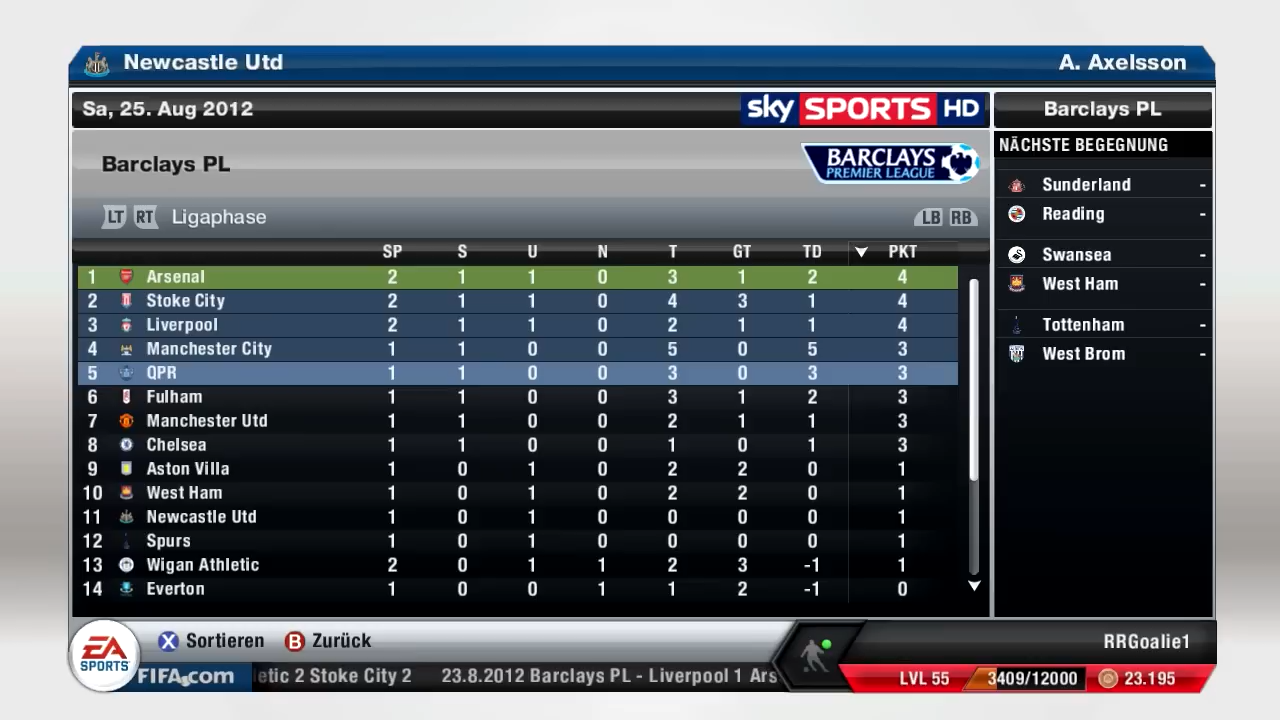 Newcastle Utd A. Axelsson
Sa, 25. Aug 2012 sky SPORTS HD Barclays PL
Barclays PL BARCLAYS PREMIER LEAGUE
LT RT Ligaphase LB RB
SP S U N T GT TD PKT
1 Arsenal 2 1 1 0 3 1 2 4
2 Stoke City 2 1 1 0 4 3 1 4
3 Liverpool 2 1 1 0 2 1 1 4
4 Manchester City 1 1 0 0 5 0 5 3
5 QPR 1 1 0 0 3 0 3 3
6 Fulham 1 1 0 0 3 1 2 3
7 Manchester Utd 1 1 0 0 2 1 1 3
8 Chelsea 1 1 0 0 1 0 1 3
9 Aston Villa 1 0 1 0 2 2 0 1
10 West Ham 1 0 1 0 2 2 0 1
11 Newcastle Utd 1 0 1 0 0 0 0 1
12 Spurs 1 0 1 0 0 0 0 1
13 Wigan Athletic 2 0 1 1 2 3 -1 1
14 Everton 1 0 0 1 1 2 -1 0
NÄCHSTE BEGEGNUNG
Sunderland -
Reading -
Swansea -
West Ham -
Tottenham -
West Brom -
X Sortieren B Zurück
RRGoalie1
EA SPORTS
FIFA.com etic 2 Stoke City 2 23.8.2012 Barclays PL - Liverpool 1 Ars
LVL 55 3409/12000 23.195